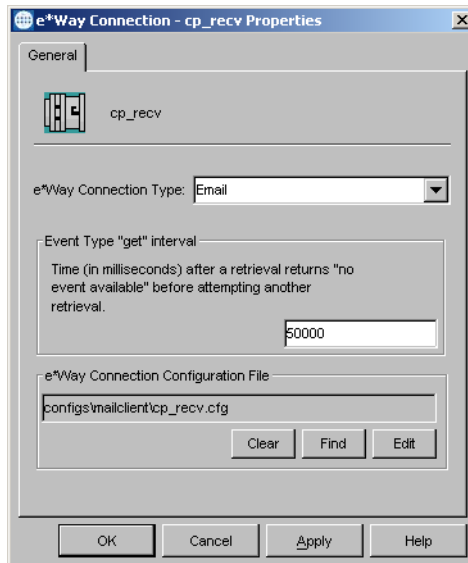 e*Way Connection - cp_recv Properties
General
cp_recv
e*Way Connection Type: Email
Event Type "get" interval
Time (in milliseconds) after a retrieval returns "no
event available" before attempting another
retrieval.
50000
e*Way Connection Configuration File
configs\mailclient\cp_recv.cfg
Clear Find Edit
OK Cancel Apply Help